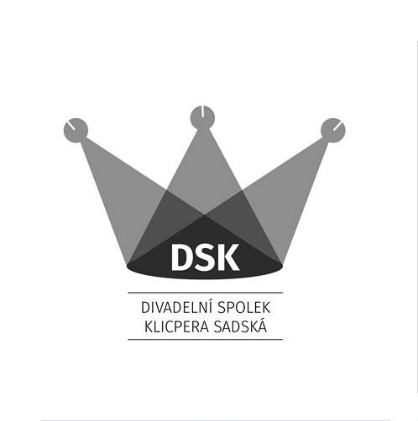 DSK
DIVADELNÍ SPOLEK
KLICPERA SADSKÁ